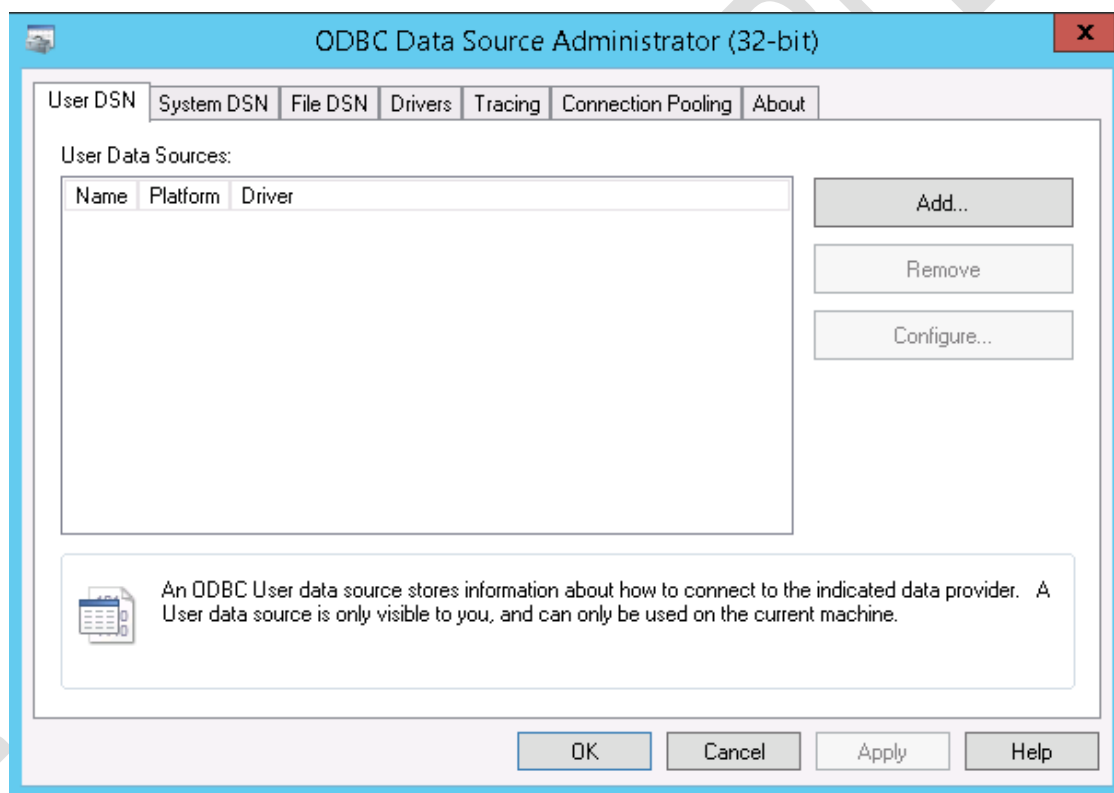 ODBC Data Source Administrator (32-bit)
x
User DSN System DSN File DSN Drivers Tracing Connection Pooling About
User Data Sources:
Name Platform Driver
Add...
Remove
Configure...
An ODBC User data source stores information about how to connect to the indicated data provider. A
User data source is only visible to you, and can only be used on the current machine.
OK Cancel Apply Help